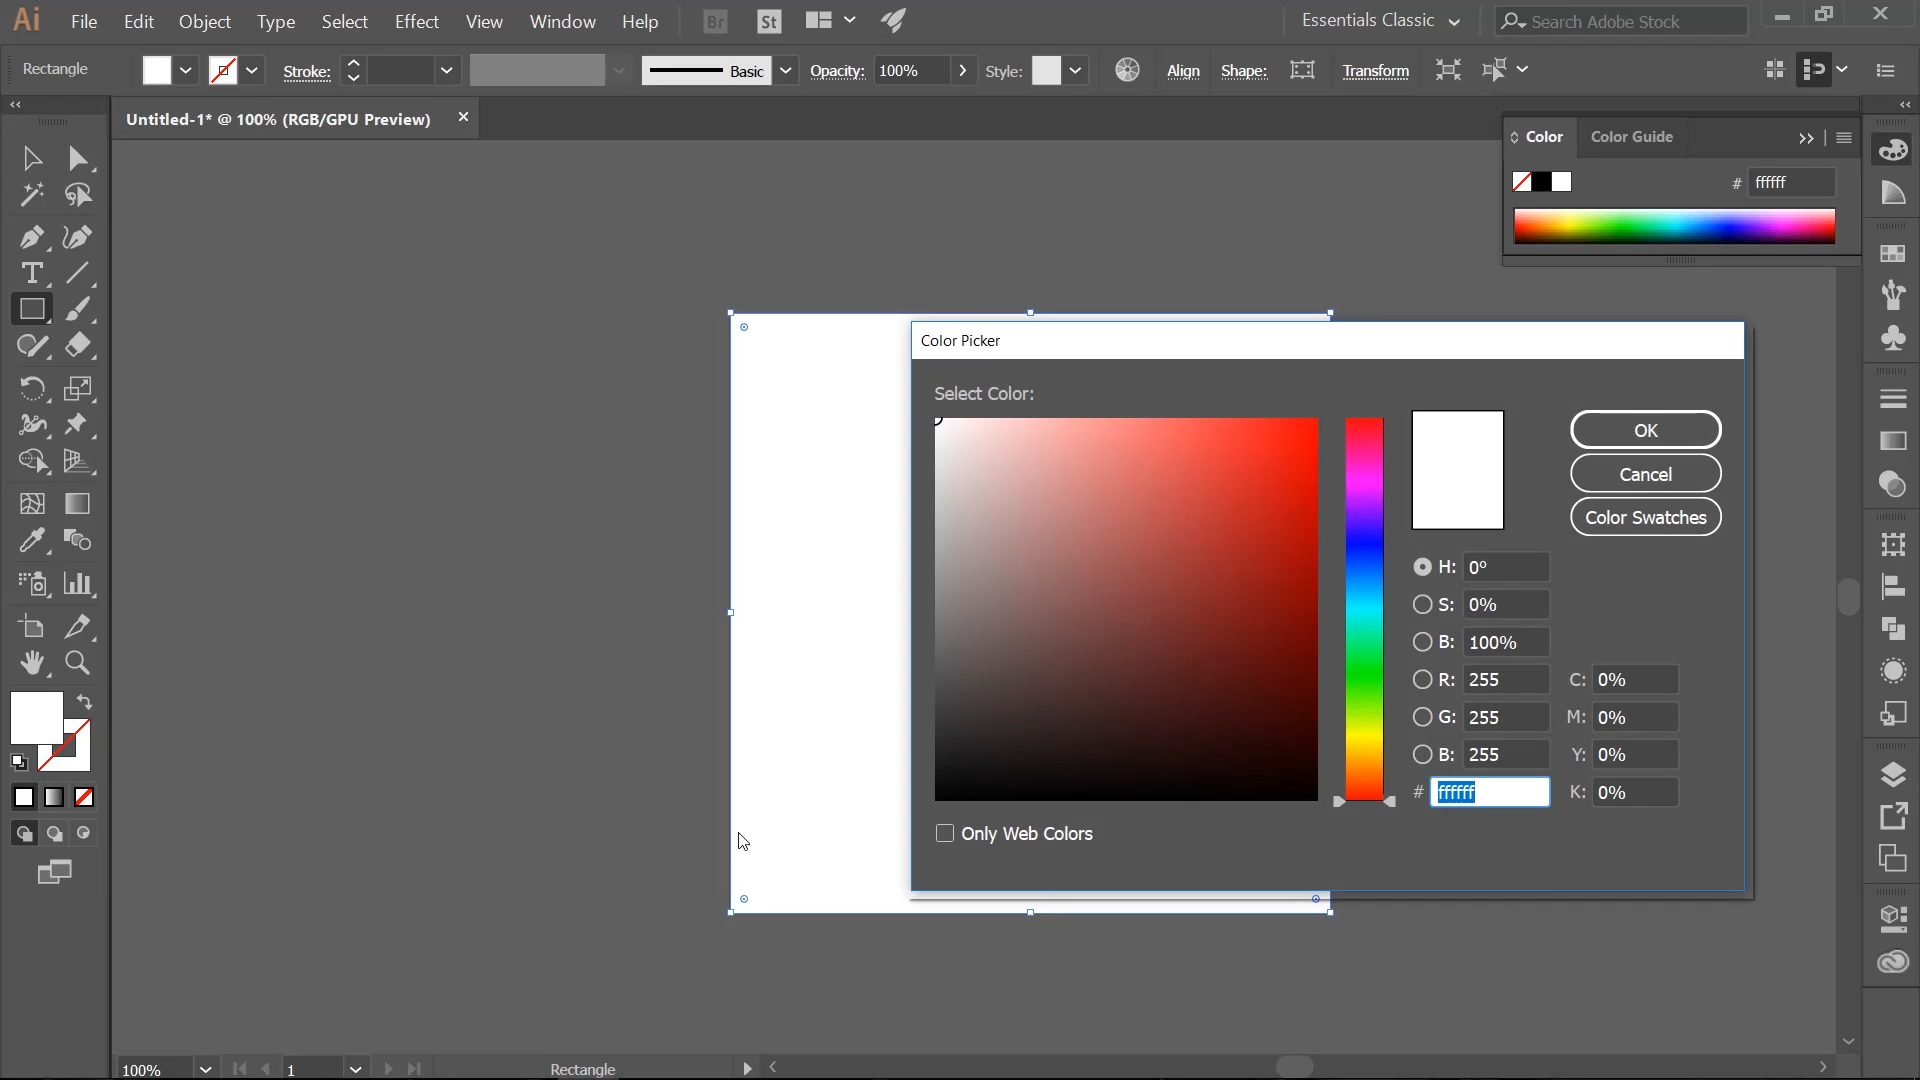 Ai File Edit Object Type Select Effect View Window Help Br St Essentials Classic Search Adobe Stock
Rectangle Stroke: Basic Opacity: 100% Style: Align Shape: Transform
Untitled-1* @ 100% (RGB/GPU Preview)
Color Color Guide
# ffffff
Color Picker
Select Color:
OK
Cancel
Color Swatches
H: 0°
S: 0%
B: 100%
R: 255 C: 0%
G: 255 M: 0%
B: 255 Y: 0%
# ffffff K: 0%
Only Web Colors
100% 1 Rectangle